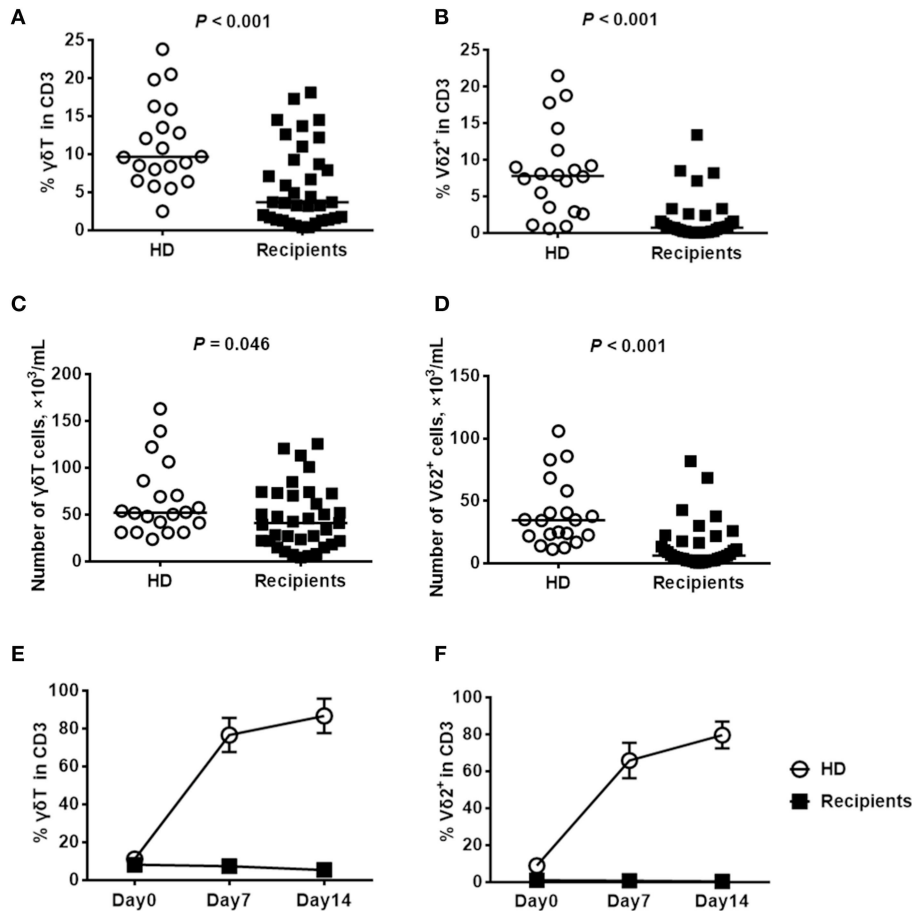 A
P < 0.001
% γδT in CD3
25
20
15
10
5
0
HD
Recipients
B
P < 0.001
% Vδ2⁺ in CD3
25
20
15
10
5
0
HD
Recipients
C
P = 0.046
Number of γδT cells, ×10³/mL
200
150
100
50
0
HD
Recipients
D
P < 0.001
Number of Vδ2⁺ cells, ×10³/mL
150
100
50
0
HD
Recipients
E
% γδT in CD3
100
80
60
40
20
0
Day0
Day7
Day14
F
% Vδ2⁺ in CD3
100
80
60
40
20
0
Day0
Day7
Day14
HD
Recipients